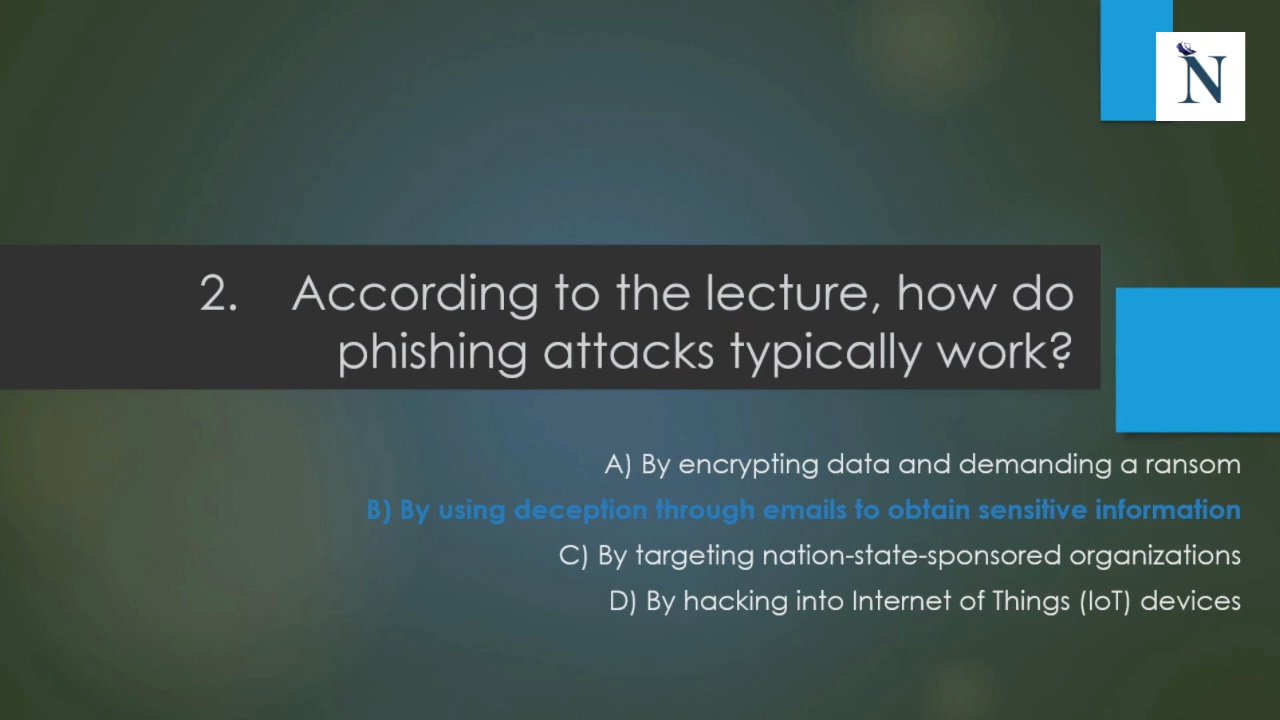 N
2. According to the lecture, how do
phishing attacks typically work?
A) By encrypting data and demanding a ransom
B) By using deception through emails to obtain sensitive information
C) By targeting nation-state-sponsored organizations
D) By hacking into Internet of Things (IoT) devices